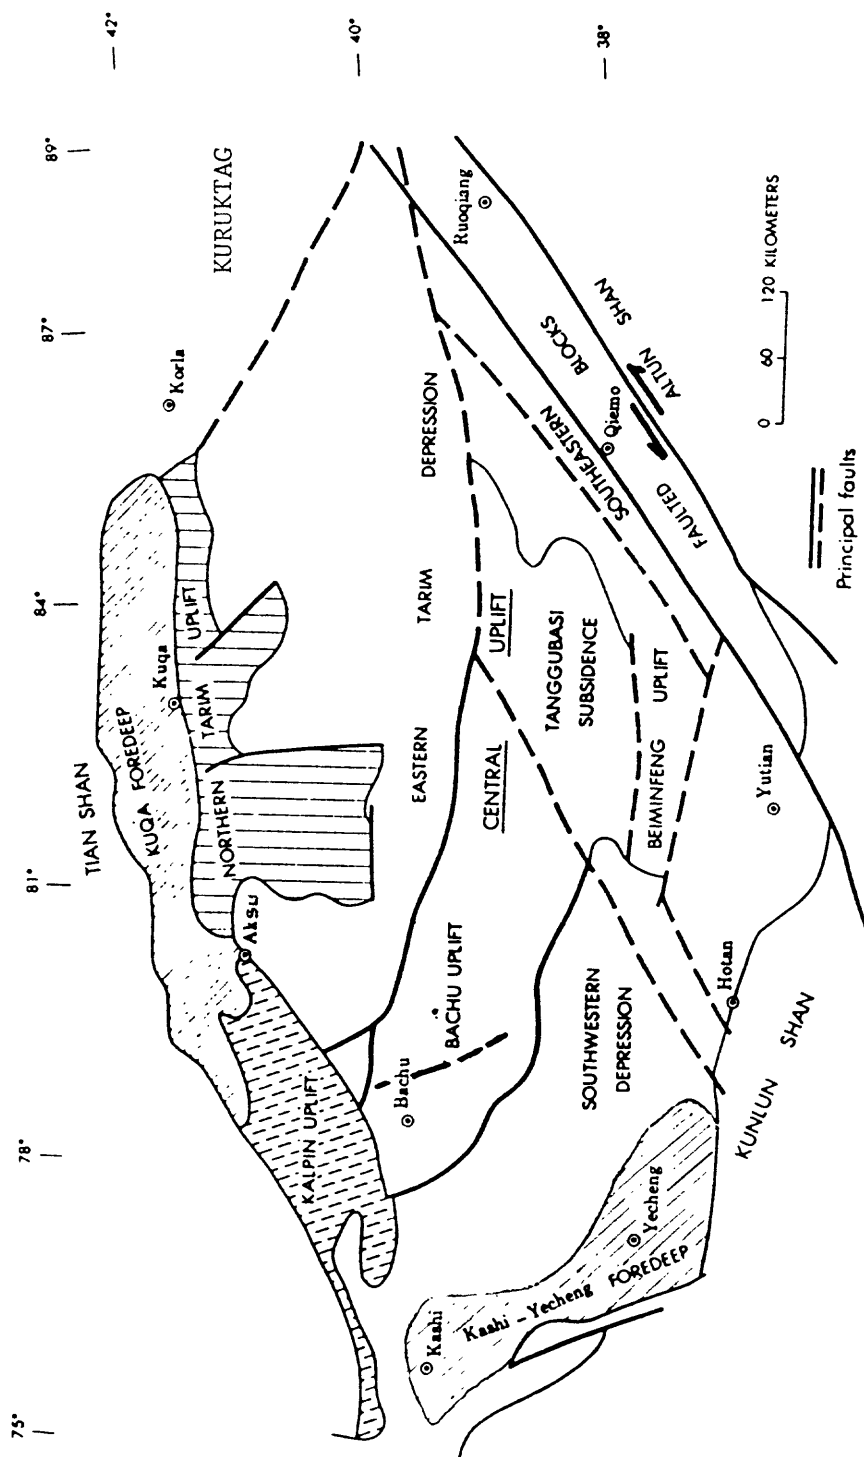 42°
40°
38°
89°
87°
84°
81°
78°
75°
KURUKTAG
Korla
Ruoqiang
TIAN SHAN
KUQA FOREDEEP
Kuqa
NORTHERN TARIM UPLIFT
Aksu
KALPIN UPLIFT
EASTERN TARIM DEPRESSION
CENTRAL UPLIFT
BACHU UPLIFT
Bachu
TANGGUBASI
SUBSIDENCE
BEIMINFENG UPLIFT
SOUTHEASTERN
FAULTED BLOCKS
Qiemo
ALTUN SHAN
SOUTHWESTERN
DEPRESSION
Yutian
Hotan
KUNLUN SHAN
Kashi
Kashi - Yecheng FOREDEEP
Yecheng
0 60 120 KILOMETERS
Principal faults